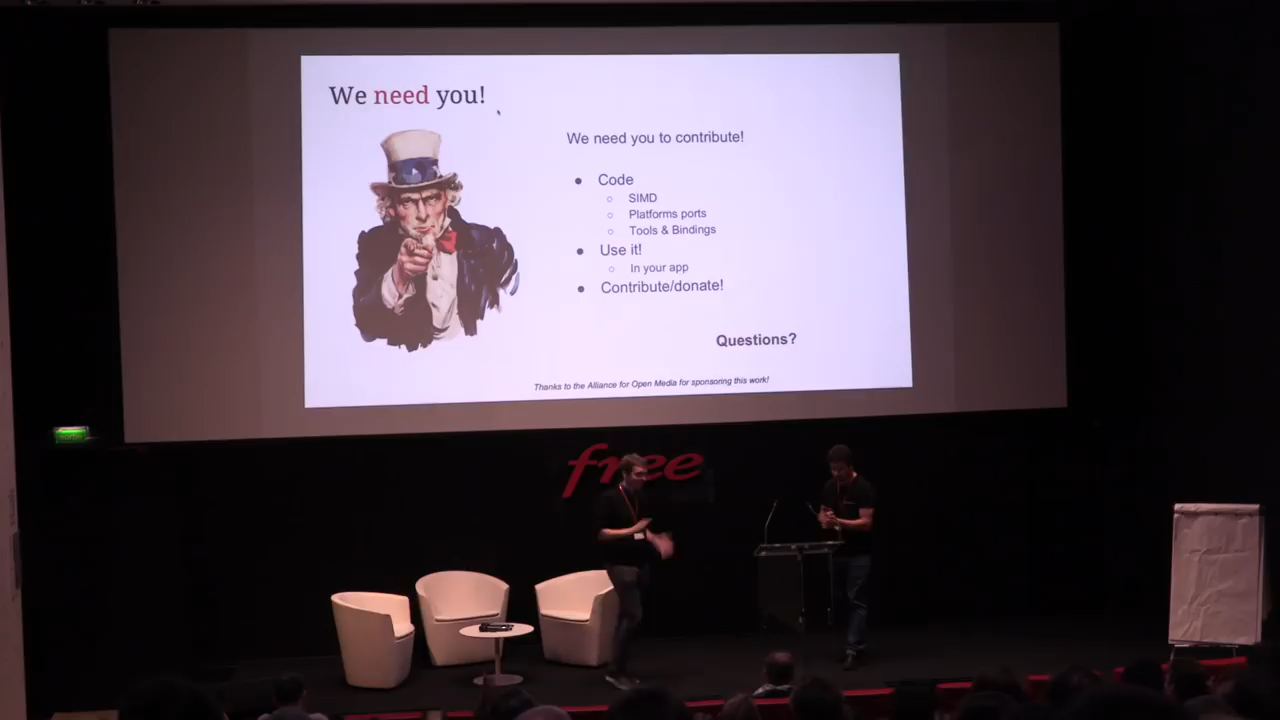 We need you!
We need you to contribute!
Code
SIMD
Platforms ports
Tools & Bindings
Use it!
In your app
Contribute/donate!
Questions?
Thanks to the Alliance for Open Media for sponsoring this work!
free